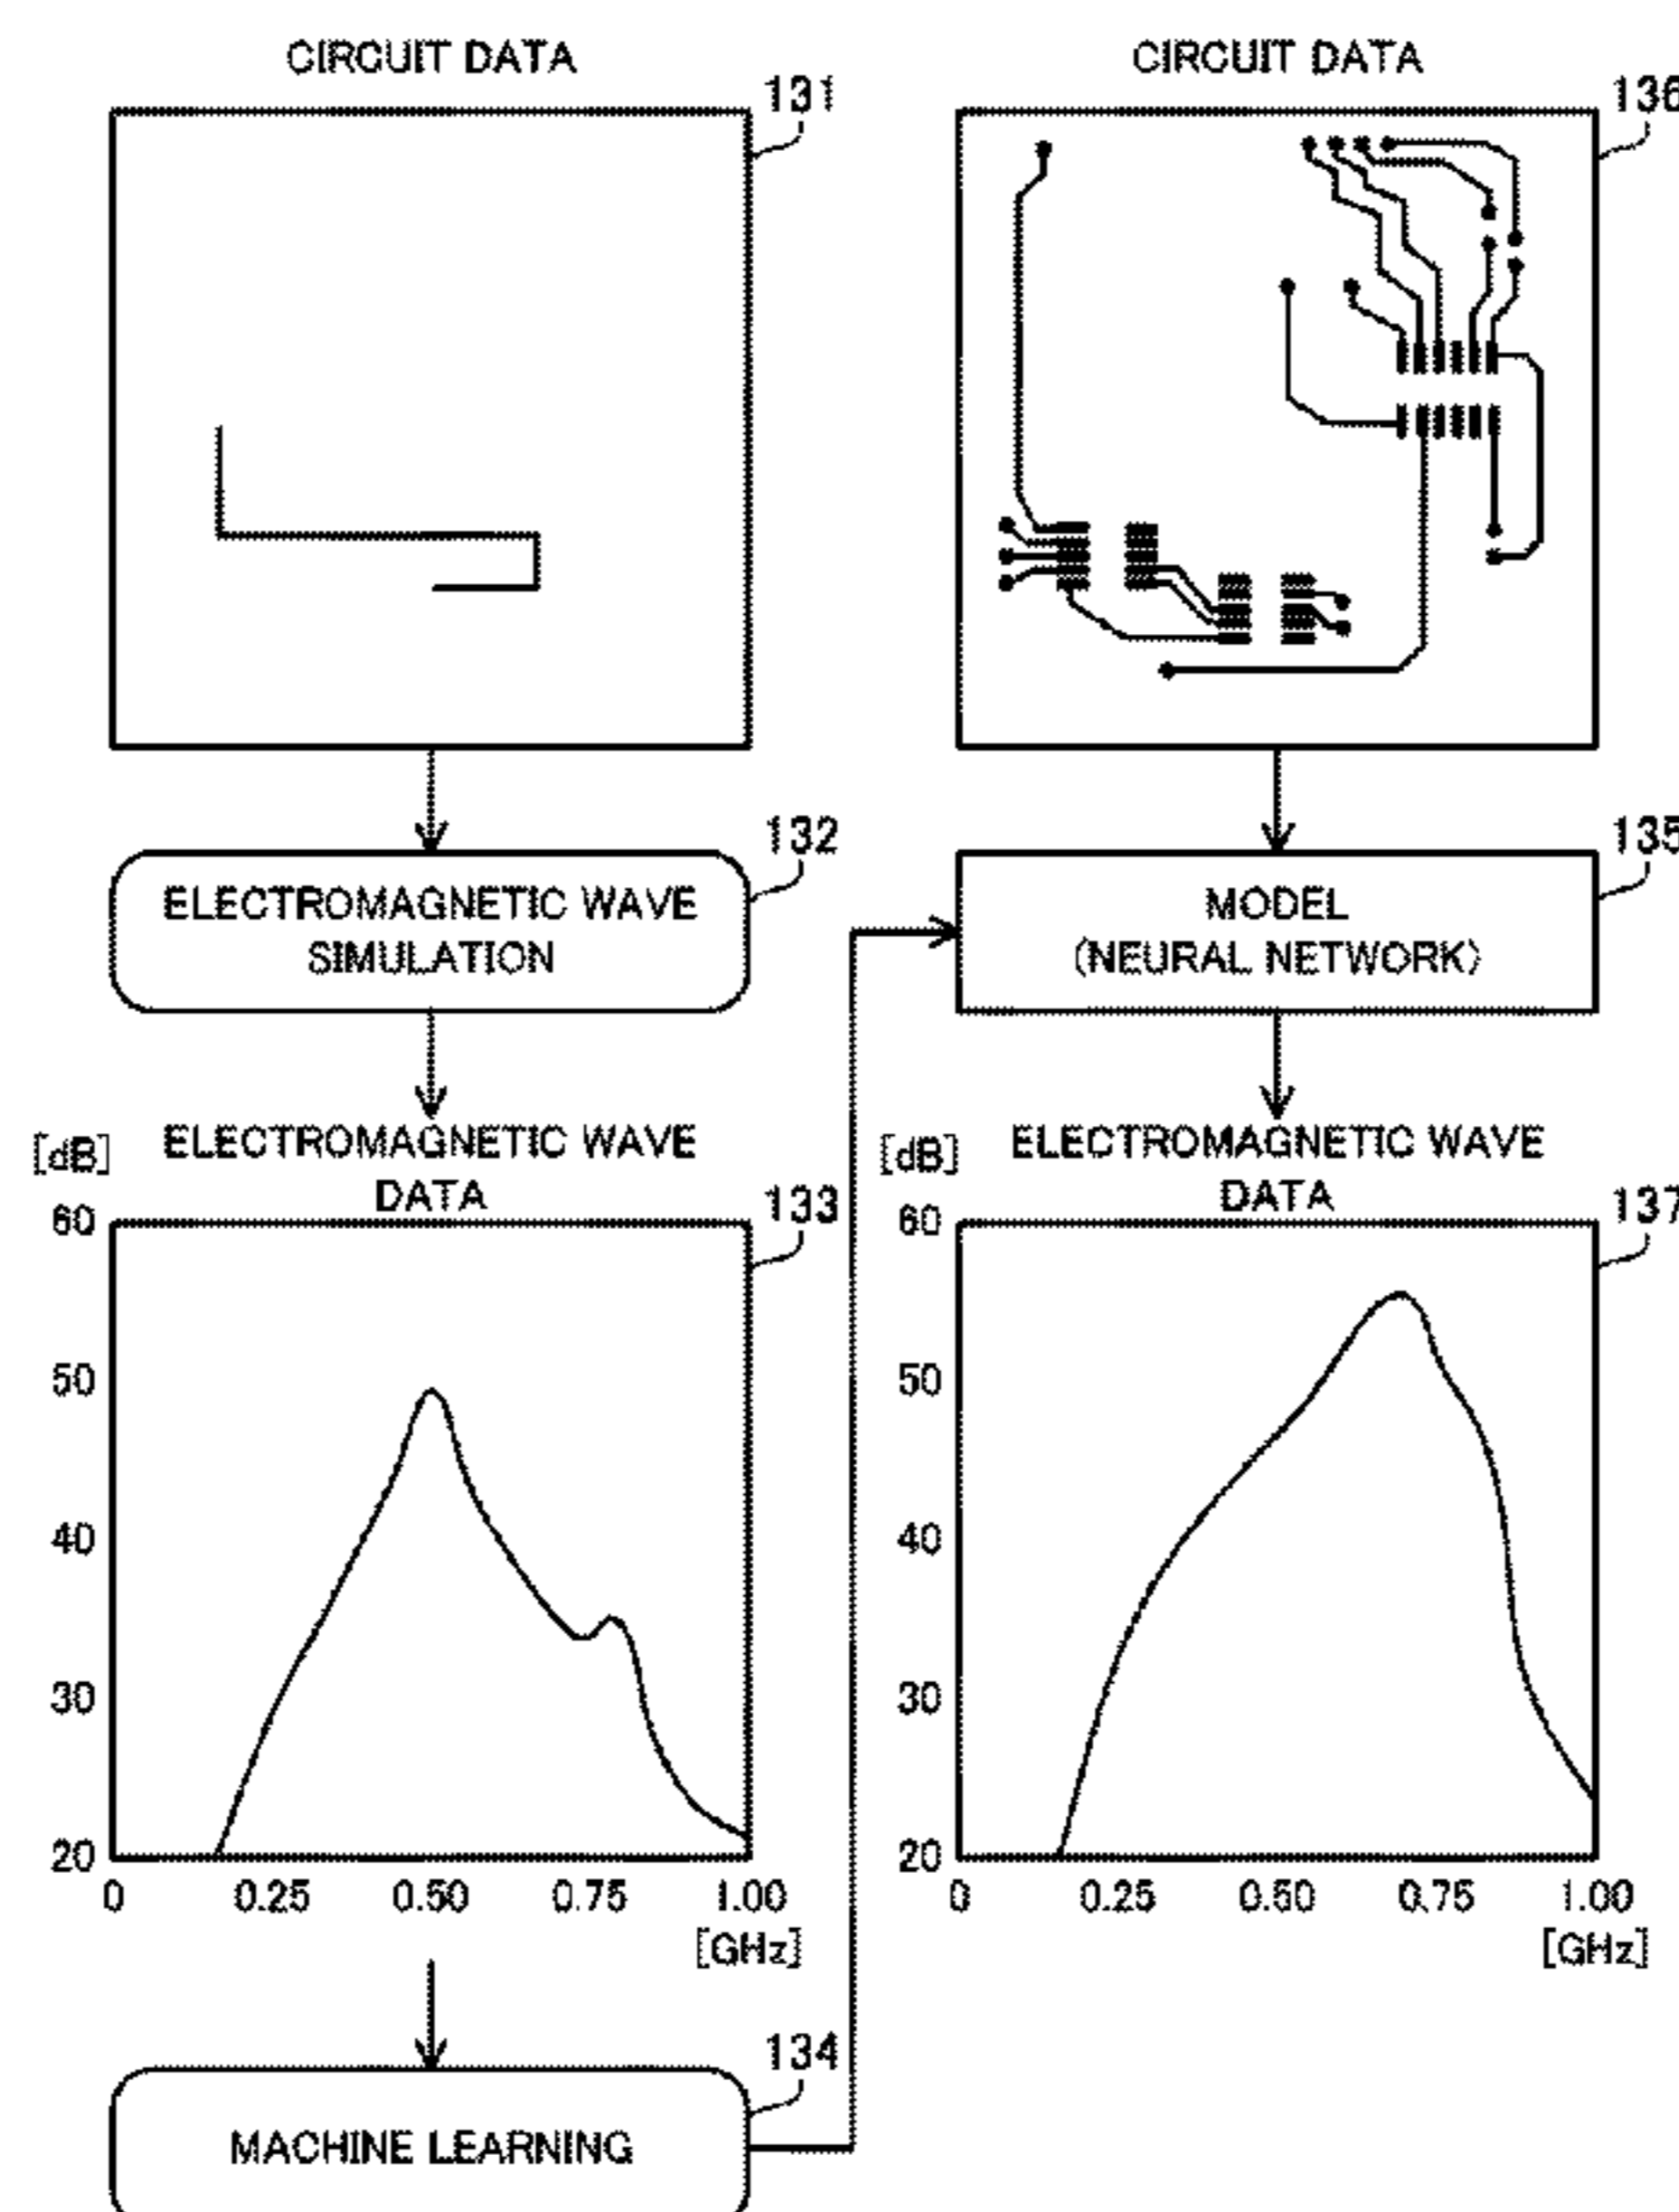 CIRCUIT DATA
131
132
ELECTROMAGNETIC WAVE
SIMULATION
[dB]
ELECTROMAGNETIC WAVE
DATA
133
60
50
40
30
20
0 0.25 0.50 0.75 1.00
[GHz]
134
MACHINE LEARNING
CIRCUIT DATA
136
135
MODEL
(NEURAL NETWORK)
[dB]
ELECTROMAGNETIC WAVE
DATA
137
60
50
40
30
20
0 0.25 0.50 0.75 1.00
[GHz]